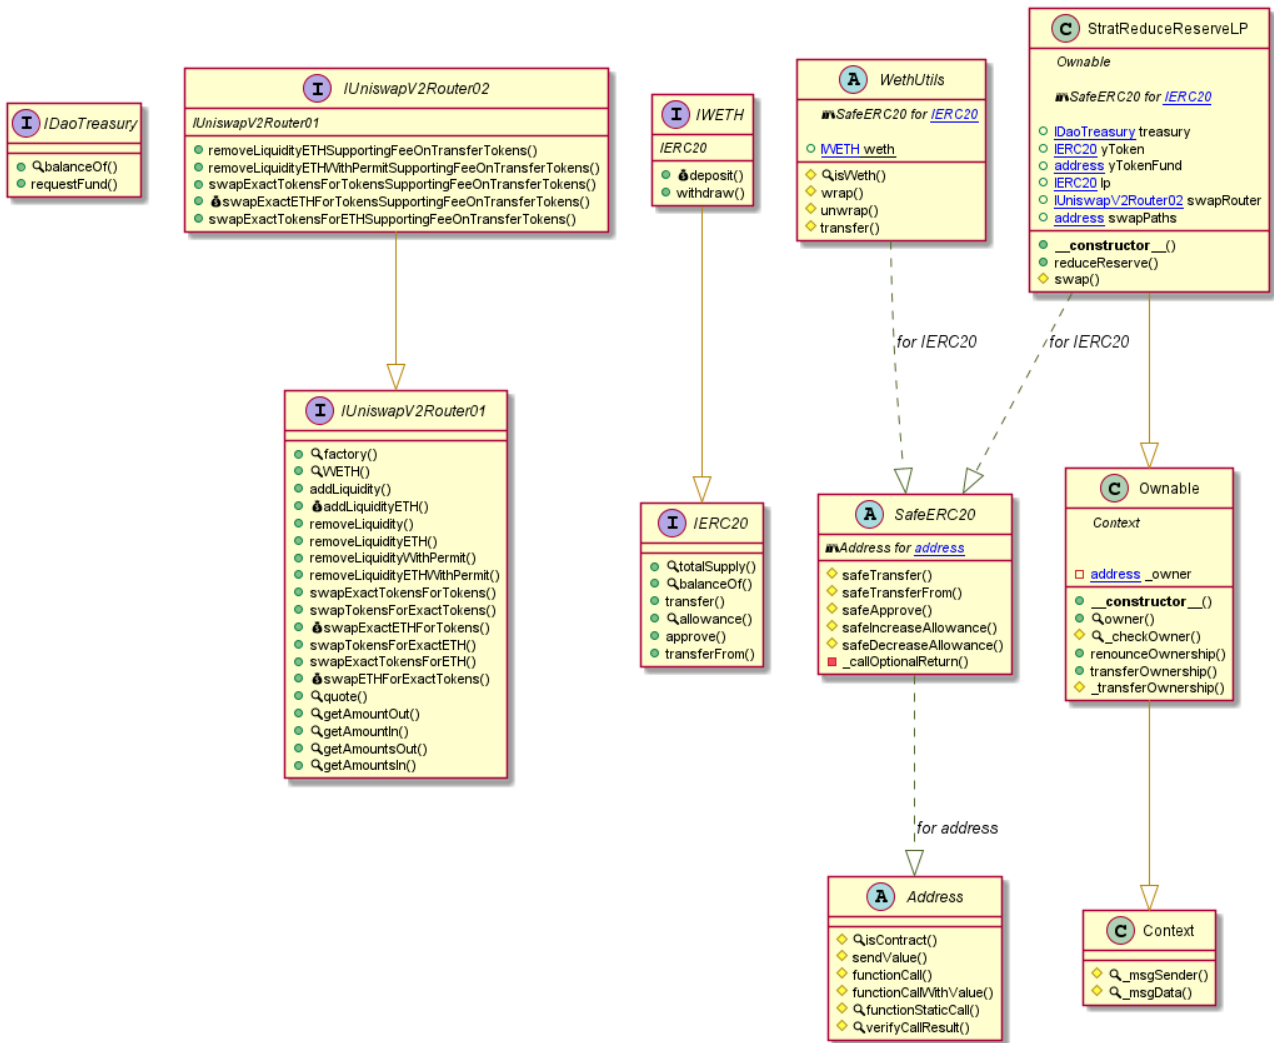 I IDaoTreasury
balanceOf()
requestFund()
I IUniswapV2Router02
IUniswapV2Router01
removeLiquidityETHSupportingFeeOnTransferTokens()
removeLiquidityETHWithPermitSupportingFeeOnTransferTokens()
swapExactTokensForTokensSupportingFeeOnTransferTokens()
swapExactETHForTokensSupportingFeeOnTransferTokens()
swapExactTokensForETHSupportingFeeOnTransferTokens()
I IWETH
IERC20
deposit()
withdraw()
A WethUtils
SafeERC20 for IERC20
IWETH weth
isWeth()
wrap()
unwrap()
transfer()
C StratReduceReserveLP
Ownable
SafeERC20 for IERC20
IDaoTreasury treasury
IERC20 yToken
address yTokenFund
IERC20 lp
IUniswapV2Router02 swapRouter
address swapPaths
__constructor__()
reduceReserve()
swap()
for IERC20
for IERC20
I IUniswapV2Router01
factory()
WETH()
addLiquidity()
addLiquidityETH()
removeLiquidity()
removeLiquidityETH()
removeLiquidityWithPermit()
removeLiquidityETHWithPermit()
swapExactTokensForTokens()
swapTokensForExactTokens()
swapExactETHForTokens()
swapTokensForExactETH()
swapExactTokensForETH()
swapETHForExactTokens()
quote()
getAmountOut()
getAmountIn()
getAmountsOut()
getAmountsIn()
I IERC20
totalSupply()
balanceOf()
transfer()
allowance()
approve()
transferFrom()
A SafeERC20
Address for address
safeTransfer()
safeTransferFrom()
safeApprove()
safeIncreaseAllowance()
safeDecreaseAllowance()
_callOptionalReturn()
C Ownable
Context
address _owner
__constructor__()
owner()
_checkOwner()
renounceOwnership()
transferOwnership()
_transferOwnership()
for address
A Address
isContract()
sendValue()
functionCall()
functionCallWithValue()
functionStaticCall()
verifyCallResult()
C Context
_msgSender()
_msgData()